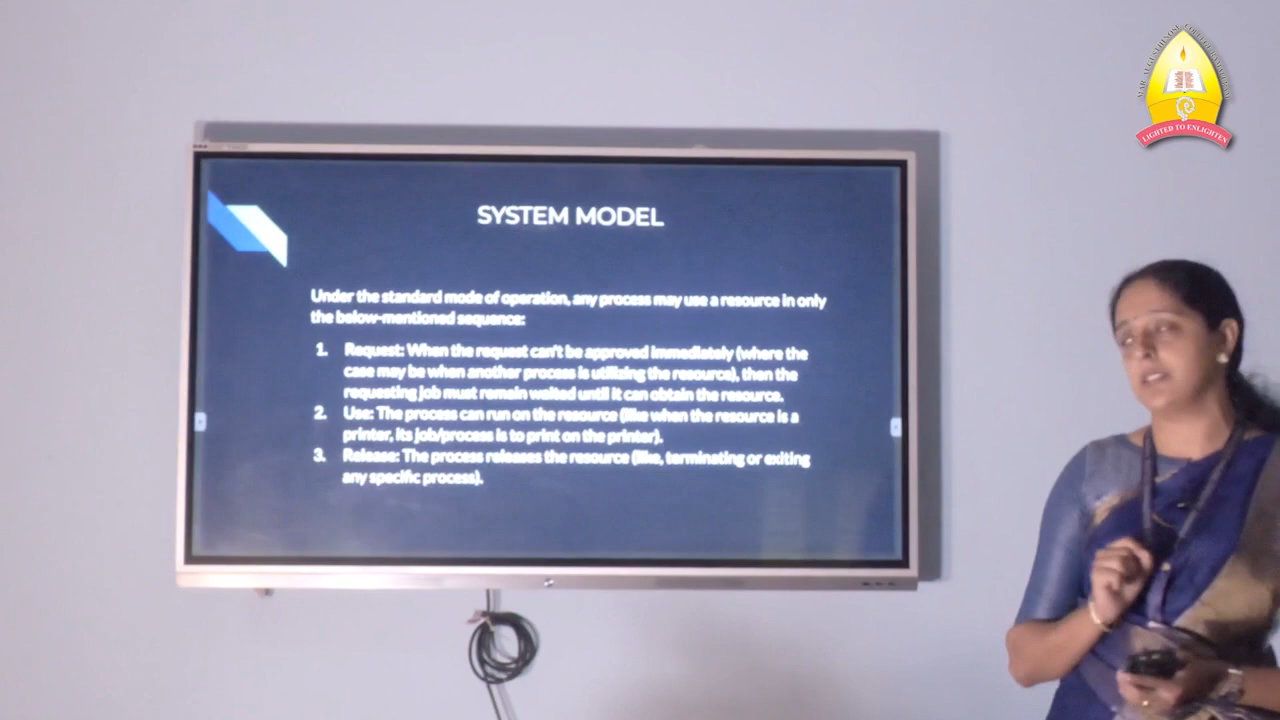 MAR AUGUSTHINOSE COLLEGE RAMAPURAM
LIGHTED TO ENLIGHTEN
SYSTEM MODEL
Under the standard mode of operation, any process may use a resource in only
the below-mentioned sequence:
1. Request: When the request can't be approved immediately (where the
case may be when another process is utilizing the resource), then the
requesting job must remain waited until it can obtain the resource.
2. Use: The process can run on the resource (like when the resource is a
printer, its job/process is to print on the printer).
3. Release: The process releases the resource (like, terminating or exiting
any specific process).